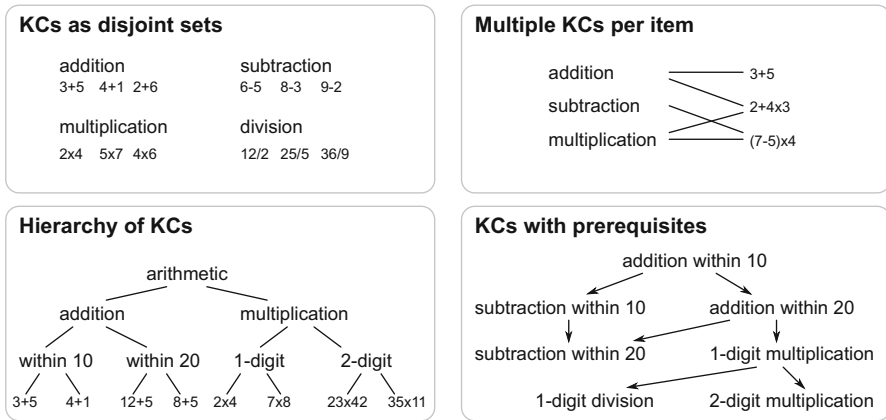 KCs as disjoint sets
addition
3+5 4+1 2+6
subtraction
6-5 8-3 9-2
multiplication
2x4 5x7 4x6
division
12/2 25/5 36/9
Multiple KCs per item
addition
subtraction
multiplication
3+5
2+4x3
(7-5)x4
Hierarchy of KCs
arithmetic
addition multiplication
within 10 within 20 1-digit 2-digit
3+5 4+1 12+5 8+5 2x4 7x8 23x42 35x11
KCs with prerequisites
addition within 10
subtraction within 10 addition within 20
subtraction within 20 1-digit multiplication
1-digit division 2-digit multiplication